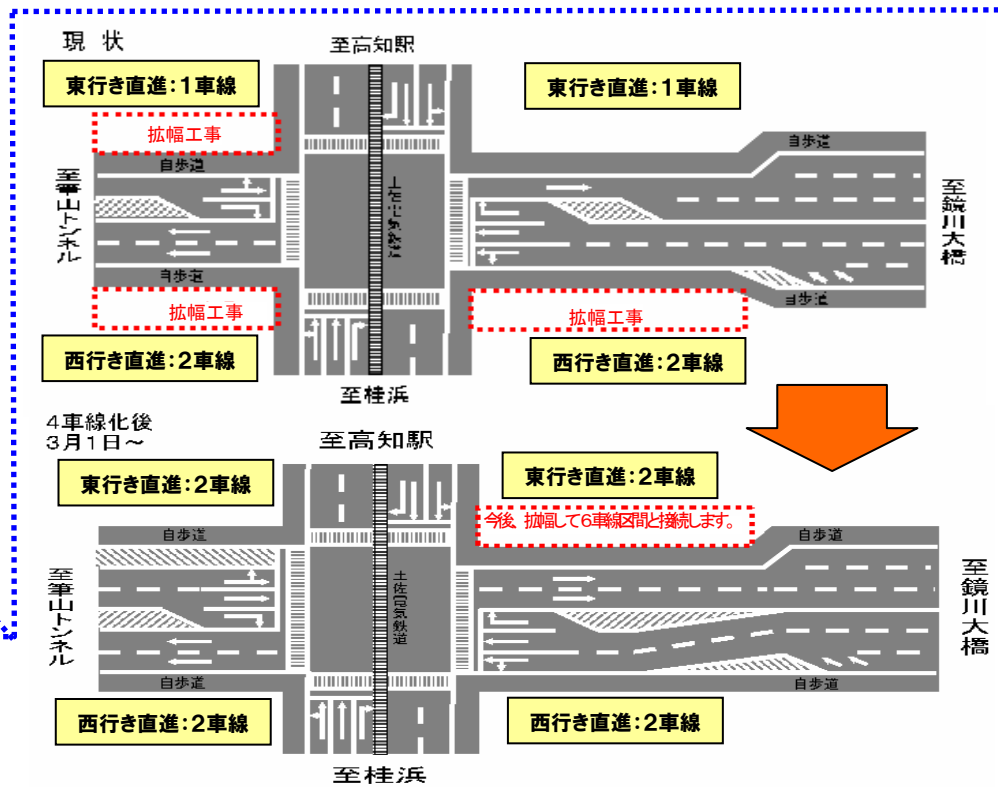 現 状
至高知駅
東行き直進:1車線
東行き直進:1車線
拡幅工事
自歩道
自歩道
至筆山トンネル
至鏡川大橋
自歩道
自歩道
拡幅工事
拡幅工事
西行き直進:2車線
西行き直進:2車線
至桂浜
4車線化後
3月1日~
至高知駅
東行き直進:2車線
東行き直進:2車線
今後、拡幅して6車線区間と接続します。
自歩道
自歩道
至筆山トンネル
土佐電気鉄道
至鏡川大橋
自歩道
自歩道
西行き直進:2車線
西行き直進:2車線
至桂浜